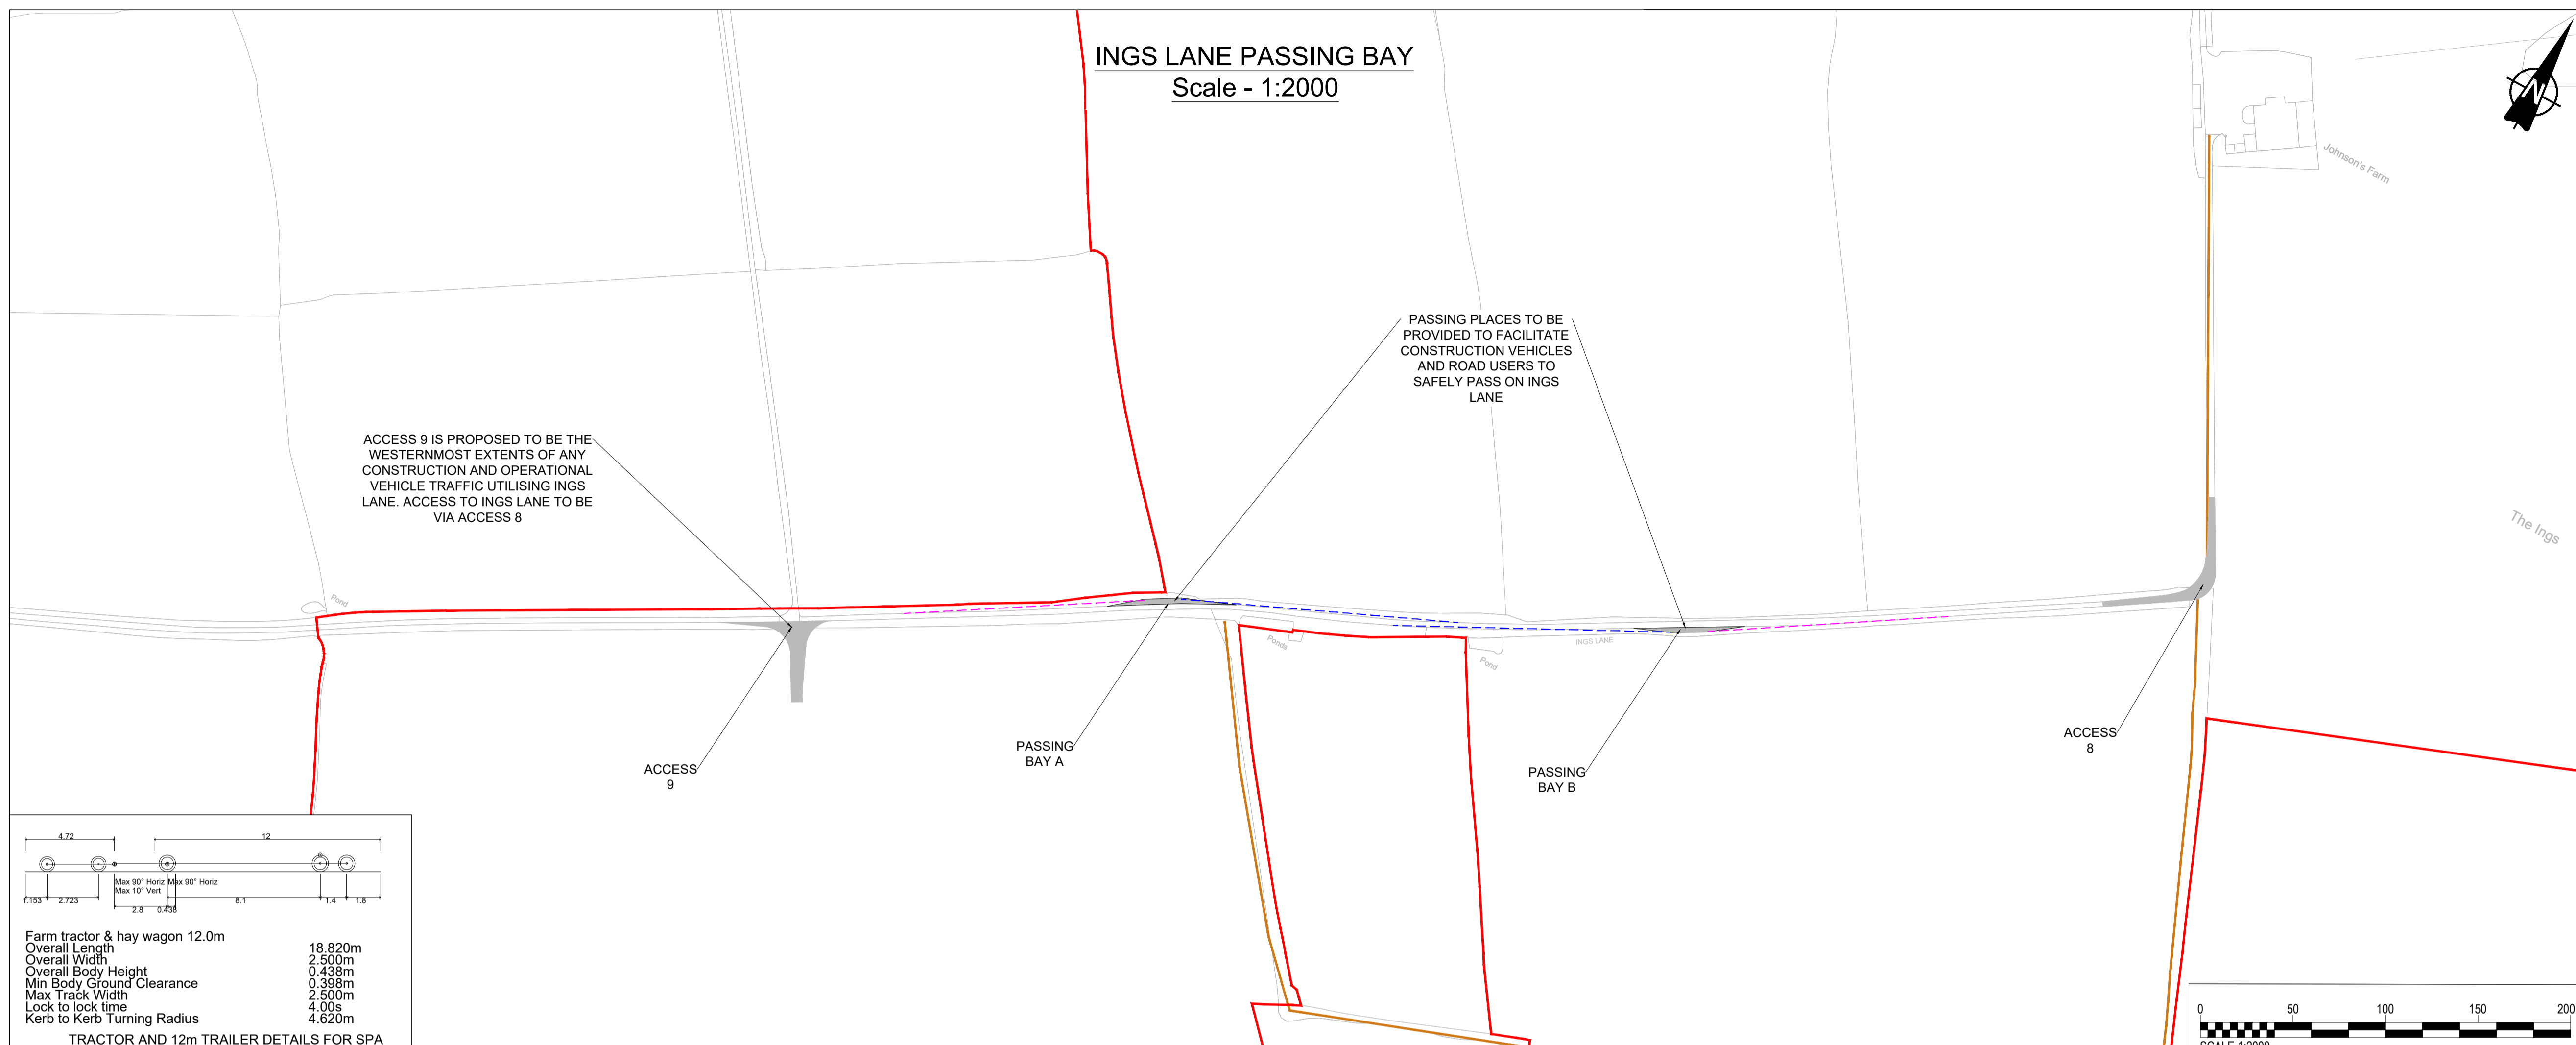 INGS LANE PASSING BAY
Scale - 1:2000
N
Johnson's Farm
PASSING PLACES TO BE
PROVIDED TO FACILITATE
CONSTRUCTION VEHICLES
AND ROAD USERS TO
SAFELY PASS ON INGS
LANE
ACCESS 9 IS PROPOSED TO BE THE
WESTERNMOST EXTENTS OF ANY
CONSTRUCTION AND OPERATIONAL
VEHICLE TRAFFIC UTILISING INGS
LANE. ACCESS TO INGS LANE TO BE
VIA ACCESS 8
The Ings
Pond
Ponds
INGS LANE
Pond
ACCESS
8
PASSING
BAY A
ACCESS
9
PASSING
BAY B
4.72 12
Max 90° Horiz Max 90° Horiz
Max 10° Vert
1.153 2.723 8.1 1.4 1.8
2.8 0.438
Farm tractor & hay wagon 12.0m
Overall Length 18.820m
Overall Width 2.500m
Overall Body Height 0.438m
Min Body Ground Clearance 0.398m
Max Track Width 2.500m
Lock to lock time 4.00s
Kerb to Kerb Turning Radius 4.620m
TRACTOR AND 12m TRAILER DETAILS FOR SPA
0 50 100 150 200
SCALE 1:2000